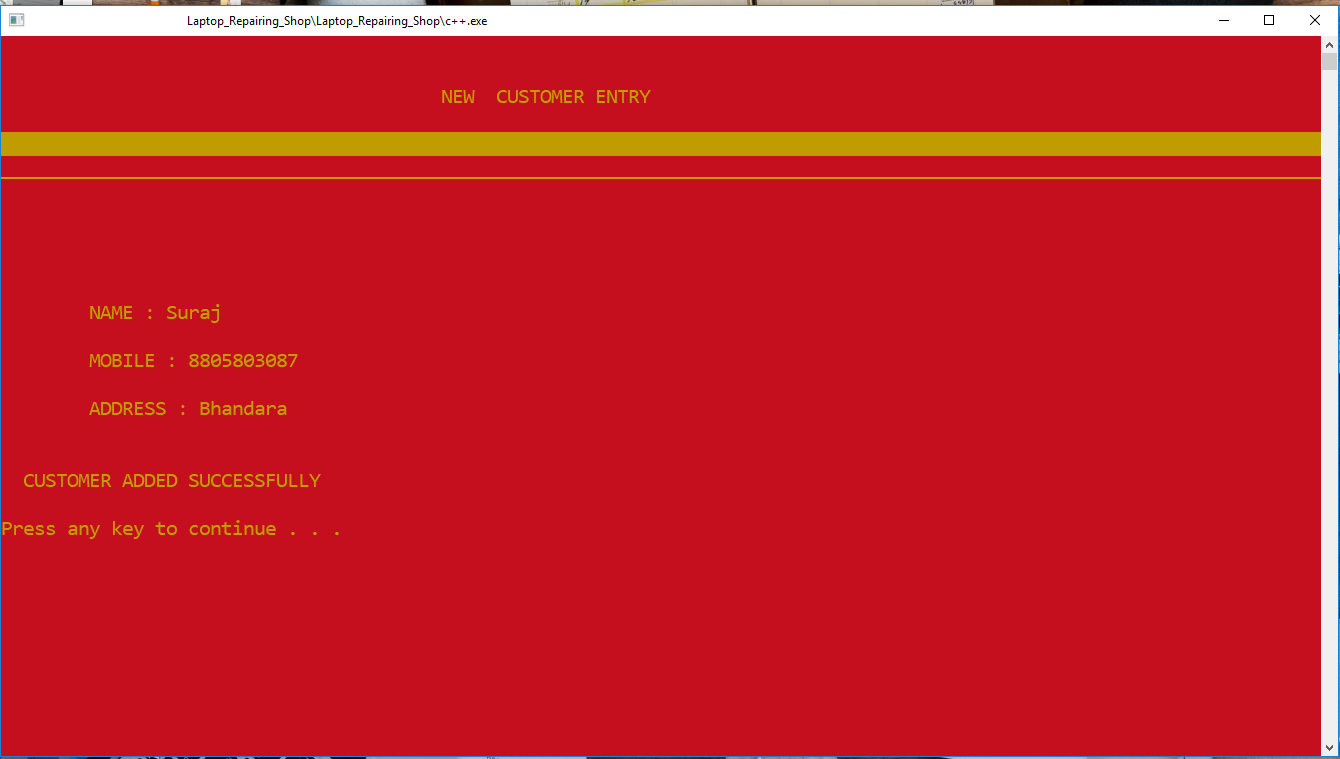 Laptop_Repairing_Shop\Laptop_Repairing_Shop\c++.exe
NEW  CUSTOMER ENTRY
NAME : Suraj
MOBILE : 8805803087
ADDRESS : Bhandara
CUSTOMER ADDED SUCCESSFULLY
Press any key to continue . . .